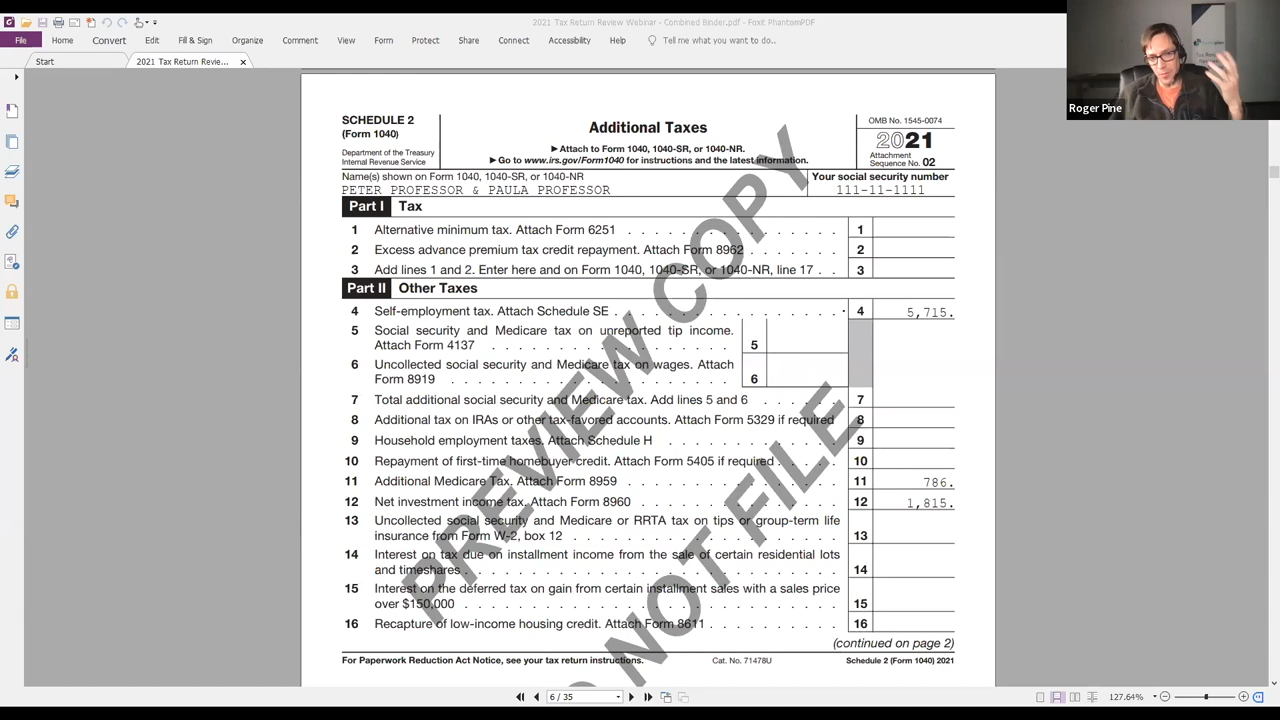 2021 Tax Return Review Webinar - Combined Binder.pdf - Foxit PhantomPDF
File Home Convert Edit Fill & Sign Organize Comment View Form Protect Share Connect Accessibility Help Tell me what you want to do..
Start 2021 Tax Return Revie...
Roger Pine
SCHEDULE 2
(Form 1040)
Department of the Treasury
Internal Revenue Service
Additional Taxes
▶ Attach to Form 1040, 1040-SR, or 1040-NR.
▶ Go to www.irs.gov/Form1040 for instructions and the latest information.
OMB No. 1545-0074
2021
Attachment
Sequence No. 02
Name(s) shown on Form 1040, 1040-SR, or 1040-NR Your social security number
PETER PROFESSOR & PAULA PROFESSOR 111-11-1111
Part I Tax
1 Alternative minimum tax. Attach Form 6251 . . . . . . . . . . . . . . . 1
2 Excess advance premium tax credit repayment. Attach Form 8962 . . . . . . . 2
3 Add lines 1 and 2. Enter here and on Form 1040, 1040-SR, or 1040-NR, line 17 . . 3
Part II Other Taxes
4 Self-employment tax. Attach Schedule SE . . . . . . . . . . . . . . . 4 5,715.
5 Social security and Medicare tax on unreported tip income.
Attach Form 4137 . . . . . . . . . . . . . 5
6 Uncollected social security and Medicare tax on wages. Attach
Form 8919 . . . . . . . . . . . . . . . 6
7 Total additional social security and Medicare tax. Add lines 5 and 6 . . . . . . 7
8 Additional tax on IRAs or other tax-favored accounts. Attach Form 5329 if required 8
9 Household employment taxes. Attach Schedule H . . . . . . . . . . . . . 9
10 Repayment of first-time homebuyer credit. Attach Form 5405 if required . . . . . 10
11 Additional Medicare Tax. Attach Form 8959 . . . . . . . . . . . . . . 11 786.
12 Net investment income tax. Attach Form 8960 . . . . . . . . . . . . . . 12 1,815.
13 Uncollected social security and Medicare or RRTA tax on tips or group-term life
insurance from Form W-2, box 12 . . . . . . . . . . . . . . . . . 13
14 Interest on tax due on installment income from the sale of certain residential lots
and timeshares . . . . . . . . . . . . . . . . . . . . . . . 14
15 Interest on the deferred tax on gain from certain installment sales with a sales price
over $150,000 . . . . . . . . . . . . . . . . . . . . . . . 15
16 Recapture of low-income housing credit. Attach Form 8611 . . . . . . . . . 16
(continued on page 2)
For Paperwork Reduction Act Notice, see your tax return instructions. Cat. No. 71478U Schedule 2 (Form 1040) 2021
PREVIEW COPY
DO NOT FILE
6 / 35
127.64%